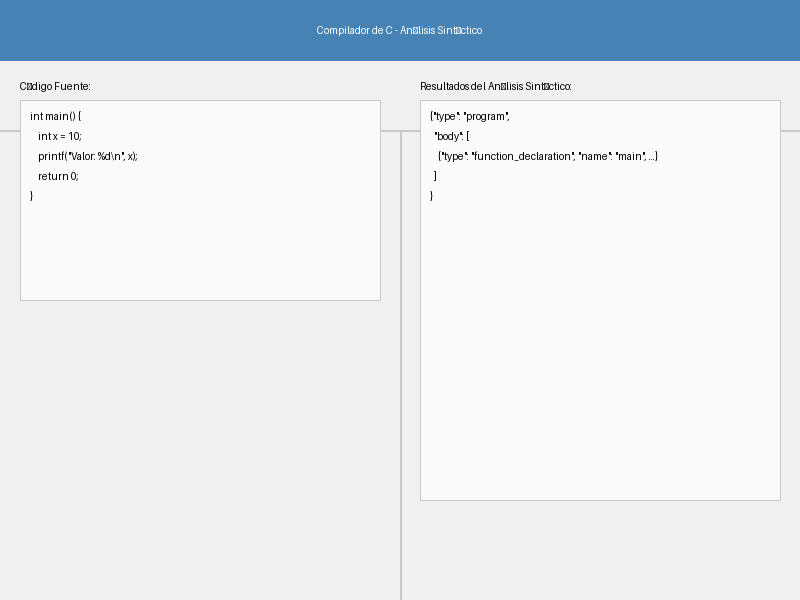 Compilador de C - An▯lisis Sint▯ctico
C▯digo Fuente:
int main() {
int x = 10;
printf("Valor: %d\n", x);
return 0;
}
Resultados del An▯lisis Sint▯ctico:
{"type": "program",
"body": [
{"type": "function_declaration", "name": "main", ...}
]
}